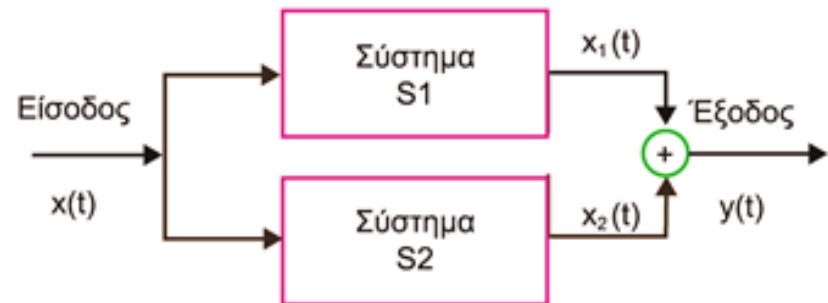 Είσοδος
x(t)
Σύστημα
S1
x₁(t)
Σύστημα
S2
x₂(t)
+
Έξοδος
y(t)